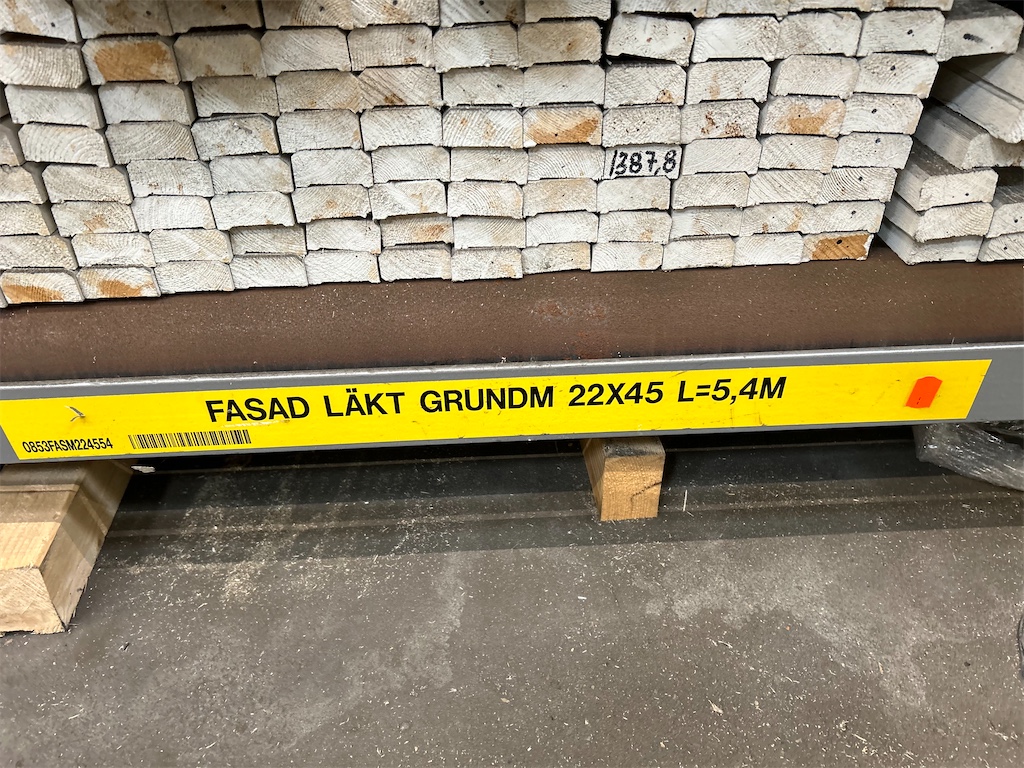 1387,8
FASAD LÄKT GRUNDM 22X45 L=5,4M
0853FASM224554